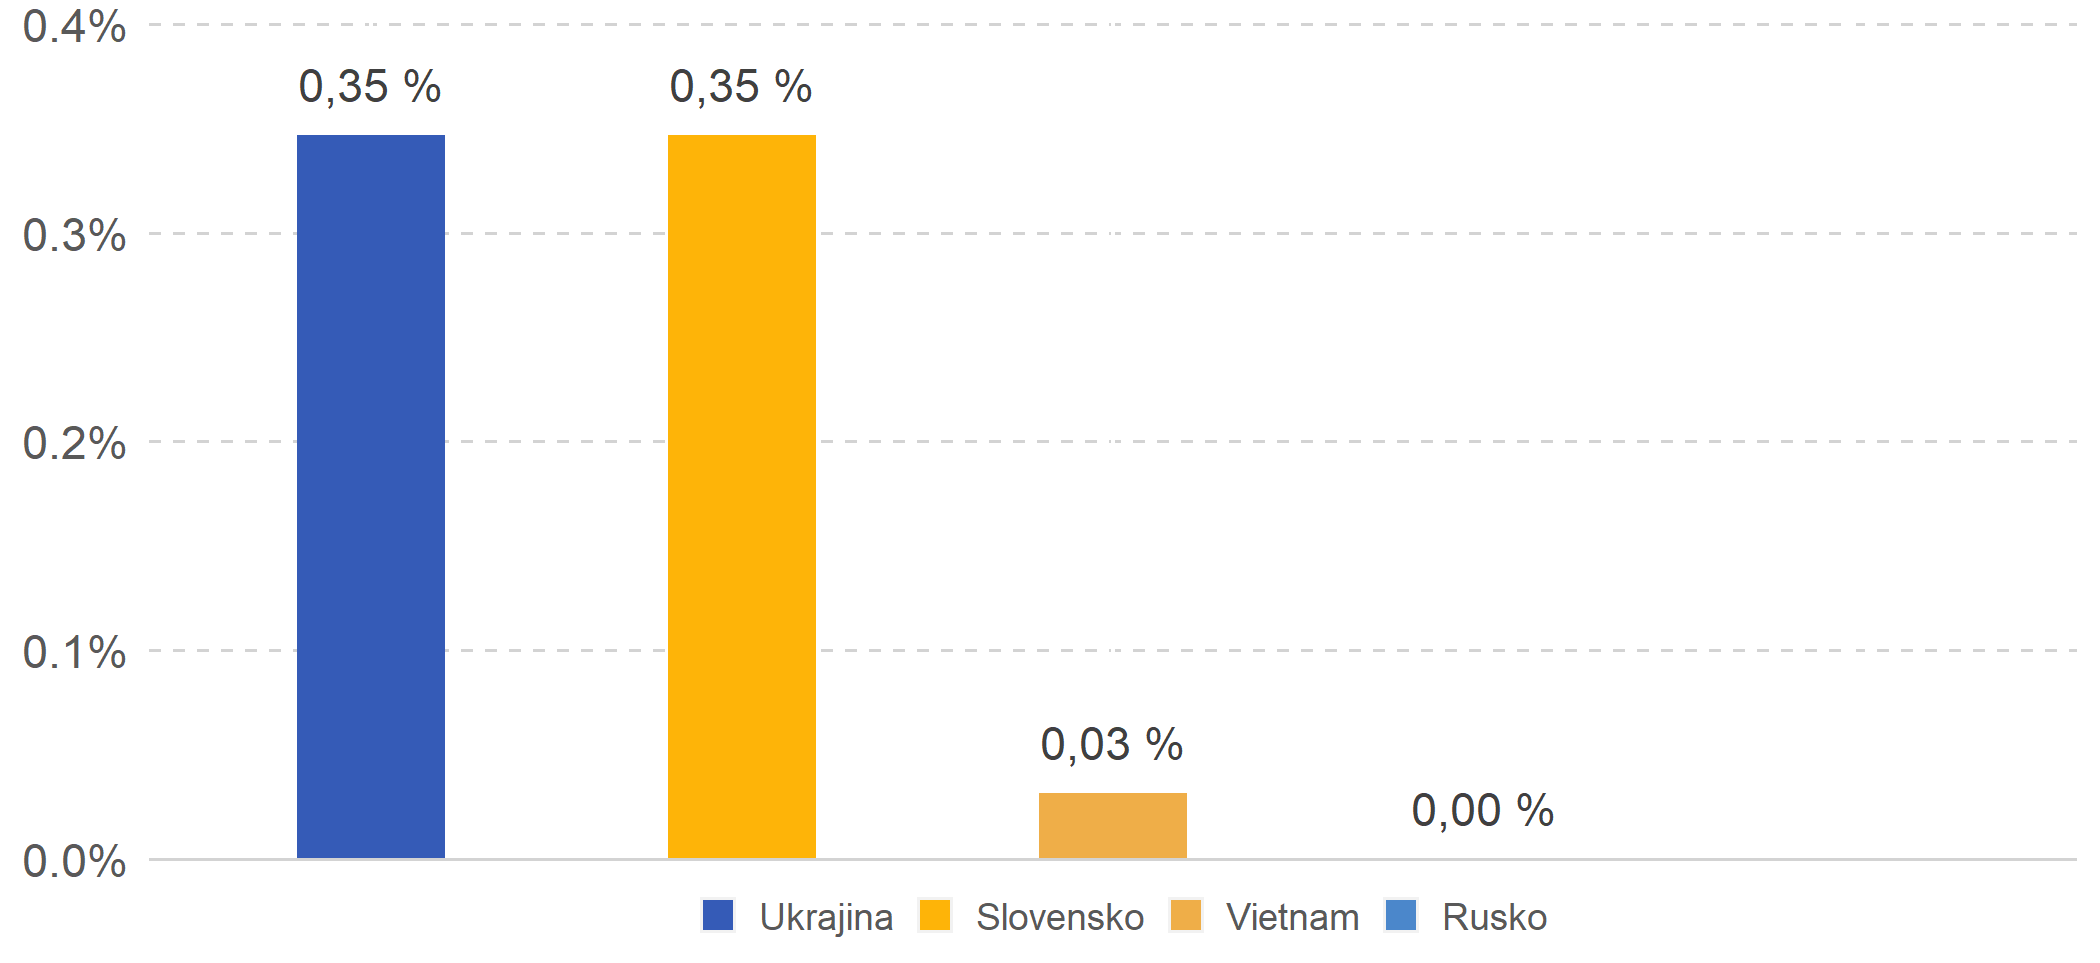 0.4%
0,35 %
0,35 %
0.3%
0.2%
0.1%
0,03 %
0,00 %
0.0%
Ukrajina
Slovensko
Vietnam
Rusko